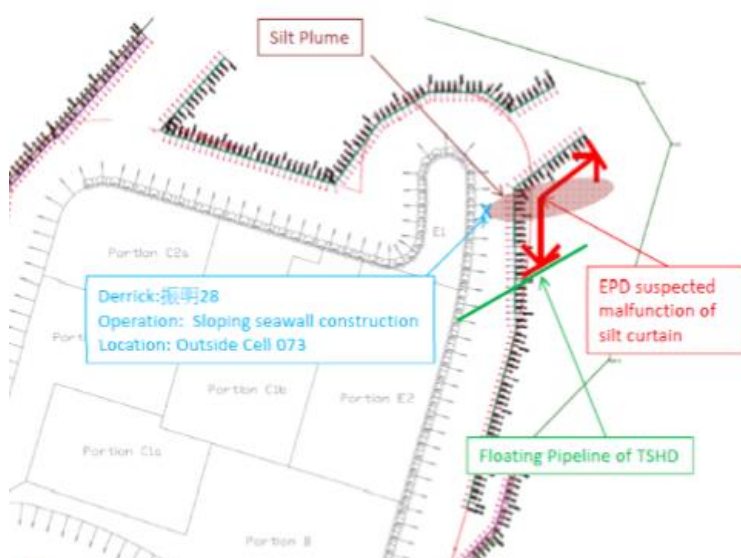 Silt Plume
E1
Portion C2a
Derrick:振明28
Operation: Sloping seawall construction
Location: Outside Cell 073
EPD suspected
malfunction of
silt curtain
Portion C1b
Portion E2
Portion C1a
Floating Pipeline of TSHD
Portion B